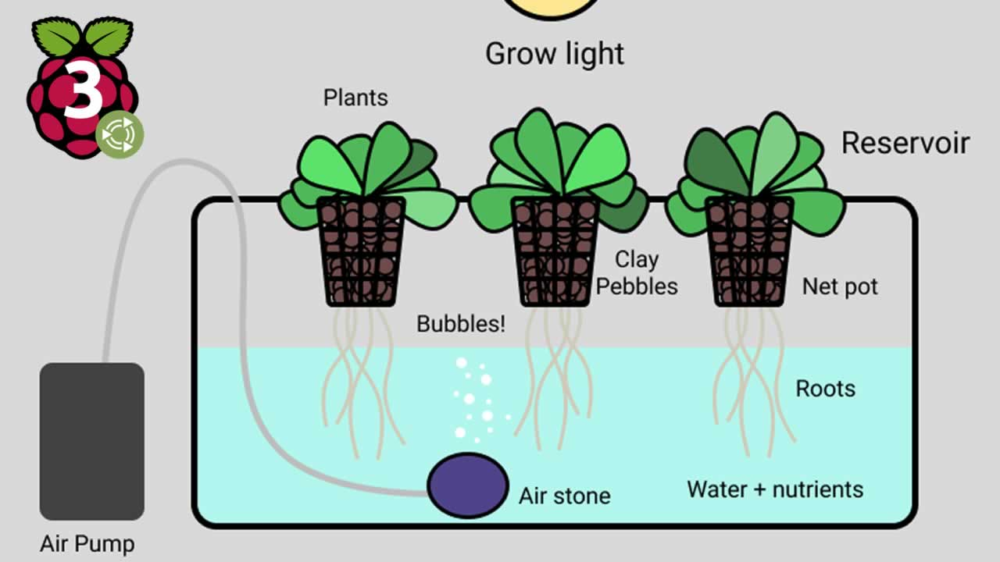 3
Grow light
Plants
Reservoir
Clay
Pebbles
Net pot
Bubbles!
Roots
Air stone
Water + nutrients
Air Pump